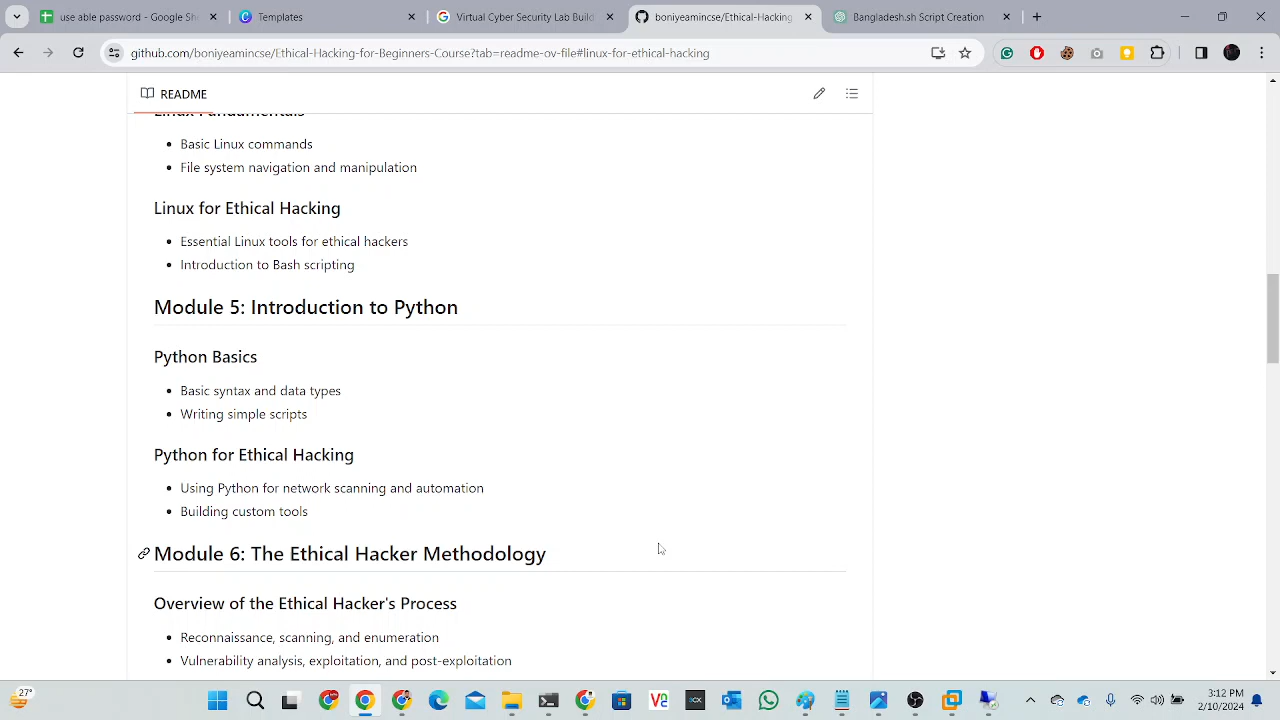 use able password - Google Sh
Templates
Virtual Cyber Security Lab Build
boniyeamincse/Ethical-Hacking-
Bangladesh Script Creation
github.com/boniyeamincse/Ethical-Hacking-for-Beginners-Course?tab=readme-ov-file#linux-for-ethical-hacking
README
Linux Fundamentals
Basic Linux commands
File system navigation and manipulation
Linux for Ethical Hacking
Essential Linux tools for ethical hackers
Introduction to Bash scripting
Module 5: Introduction to Python
Python Basics
Basic syntax and data types
Writing simple scripts
Python for Ethical Hacking
Using Python for network scanning and automation
Building custom tools
Module 6: The Ethical Hacker Methodology
Overview of the Ethical Hacker's Process
Reconnaissance, scanning, and enumeration
Vulnerability analysis, exploitation, and post-exploitation
27°
3:12 PM
2/10/2024